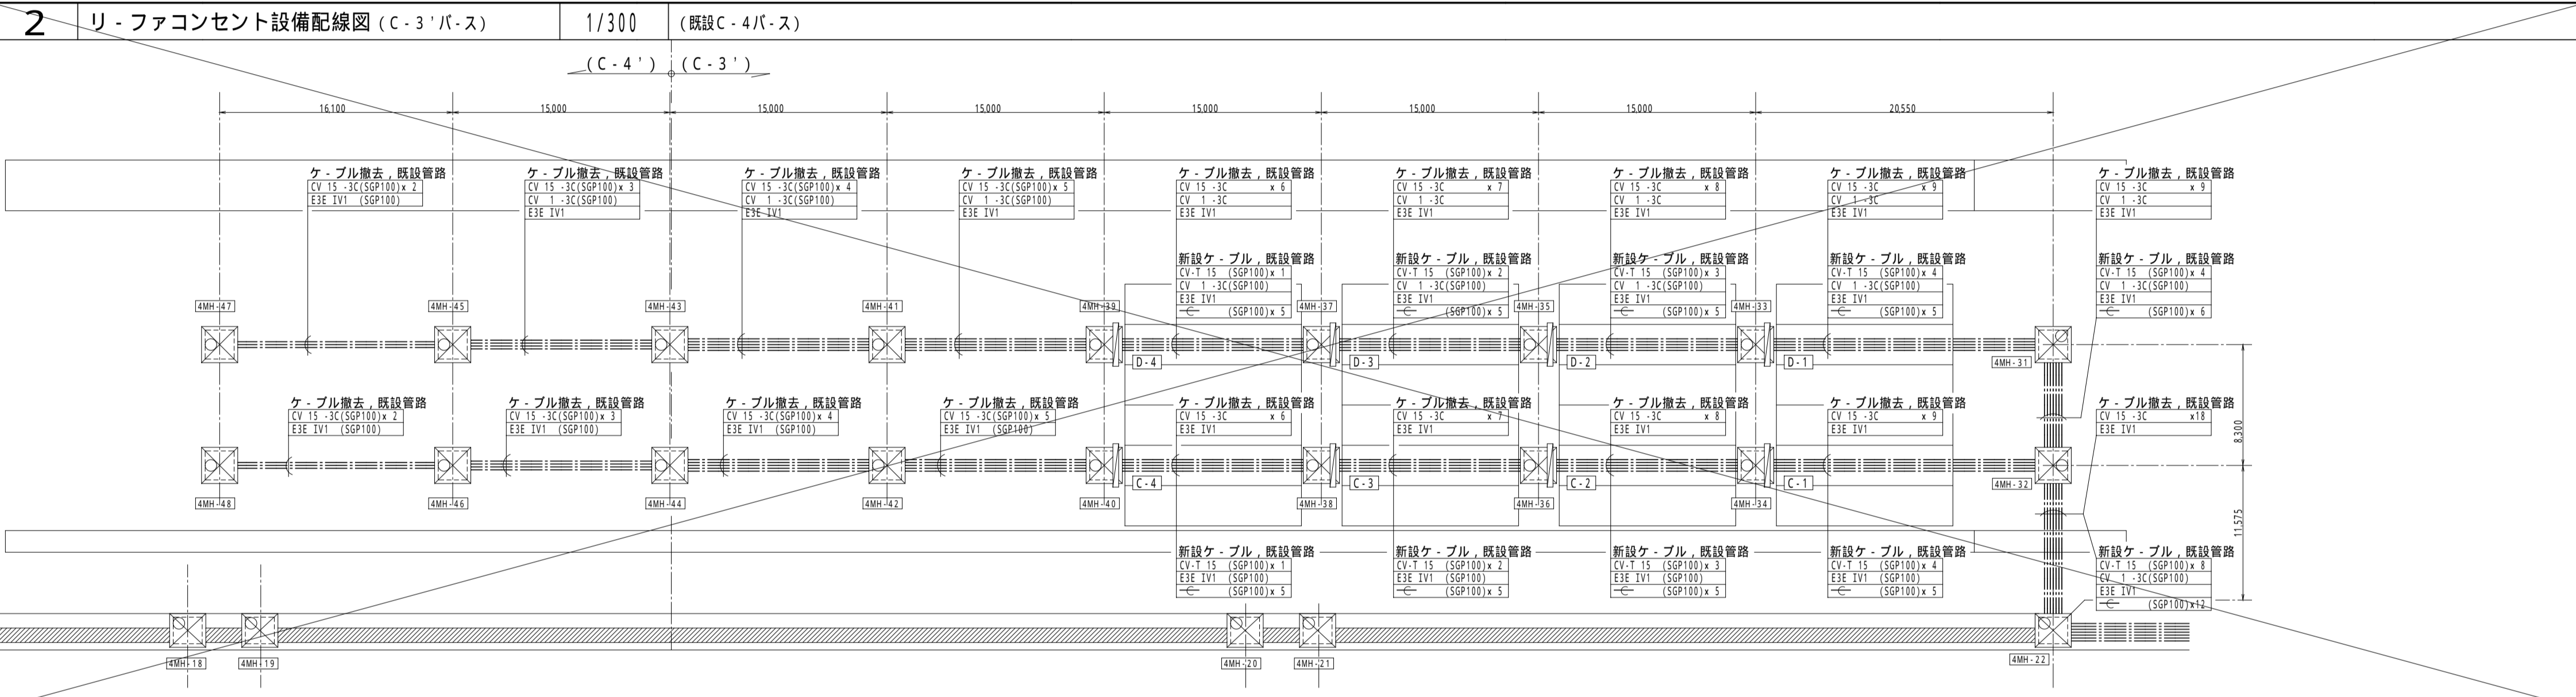 2
リ-ファコンセント設備配線図(C-3'バ-ス)
1/300
(既設C-4バ-ス)
(C-4') (C-3')
16,100 15,000 15,000 15,000 15,000 15,000 15,000 20,550
ケ-ブル撤去,既設管路
CV 15 -3C(SGP100)x 2
E3E IV1 (SGP100)
ケ-ブル撤去,既設管路
CV 15 -3C(SGP100)x 3
CV 1 -3C(SGP100)
E3E IV1
ケ-ブル撤去,既設管路
CV 15 -3C(SGP100)x 4
CV 1 -3C(SGP100)
E3E IV1
ケ-ブル撤去,既設管路
CV 15 -3C(SGP100)x 5
CV 1 -3C(SGP100)
E3E IV1
ケ-ブル撤去,既設管路
CV 15 -3C x 6
CV 1 -3C
E3E IV1
ケ-ブル撤去,既設管路
CV 15 -3C x 7
CV 1 -3C
E3E IV1
ケ-ブル撤去,既設管路
CV 15 -3C x 8
CV 1 -3C
E3E IV1
ケ-ブル撤去,既設管路
CV 15 -3C x 9
CV 1 -3C
E3E IV1
ケ-ブル撤去,既設管路
CV 15 -3C x 9
CV 1 -3C
E3E IV1
新設ケ-ブル,既設管路
CV-T 15 (SGP100)x 1
CV 1 -3C(SGP100)
E3E IV1
(SGP100)x 5
新設ケ-ブル,既設管路
CV-T 15 (SGP100)x 2
CV 1 -3C(SGP100)
E3E IV1
(SGP100)x 5
新設ケ-ブル,既設管路
CV-T 15 (SGP100)x 3
CV 1 -3C(SGP100)
E3E IV1
(SGP100)x 5
新設ケ-ブル,既設管路
CV-T 15 (SGP100)x 4
CV 1 -3C(SGP100)
E3E IV1
(SGP100)x 5
新設ケ-ブル,既設管路
CV-T 15 (SGP100)x 4
CV 1 -3C(SGP100)
E3E IV1
(SGP100)x 6
4MH-47 4MH-45 4MH-43 4MH-41 4MH-39 4MH-37 4MH-35 4MH-33
D-4 D-3 D-2 D-1 4MH-31
ケ-ブル撤去,既設管路
CV 15 -3C(SGP100)x 2
E3E IV1 (SGP100)
ケ-ブル撤去,既設管路
CV 15 -3C(SGP100)x 3
E3E IV1 (SGP100)
ケ-ブル撤去,既設管路
CV 15 -3C(SGP100)x 4
E3E IV1 (SGP100)
ケ-ブル撤去,既設管路
CV 15 -3C(SGP100)x 5
E3E IV1 (SGP100)
ケ-ブル撤去,既設管路
CV 15 -3C x 6
E3E IV1
ケ-ブル撤去,既設管路
CV 15 -3C x 7
E3E IV1
ケ-ブル撤去,既設管路
CV 15 -3C x 8
E3E IV1
ケ-ブル撤去,既設管路
CV 15 -3C x 9
E3E IV1
ケ-ブル撤去,既設管路
CV 15 -3C x18
E3E IV1
8,300
11,575
C-4 C-3 C-2 C-1 4MH-32
4MH-48 4MH-46 4MH-44 4MH-42 4MH-40 4MH-38 4MH-36 4MH-34
新設ケ-ブル,既設管路
CV-T 15 (SGP100)x 1
E3E IV1 (SGP100)
(SGP100)x 5
新設ケ-ブル,既設管路
CV-T 15 (SGP100)x 2
E3E IV1 (SGP100)
(SGP100)x 5
新設ケ-ブル,既設管路
CV-T 15 (SGP100)x 3
E3E IV1 (SGP100)
(SGP100)x 5
新設ケ-ブル,既設管路
CV-T 15 (SGP100)x 4
E3E IV1 (SGP100)
(SGP100)x 5
新設ケ-ブル,既設管路
CV-T 15 (SGP100)x 8
CV 1 -3C(SGP100)
E3E IV1
(SGP100)x12
4MH-18 4MH-19 4MH-20 4MH-21 4MH-22